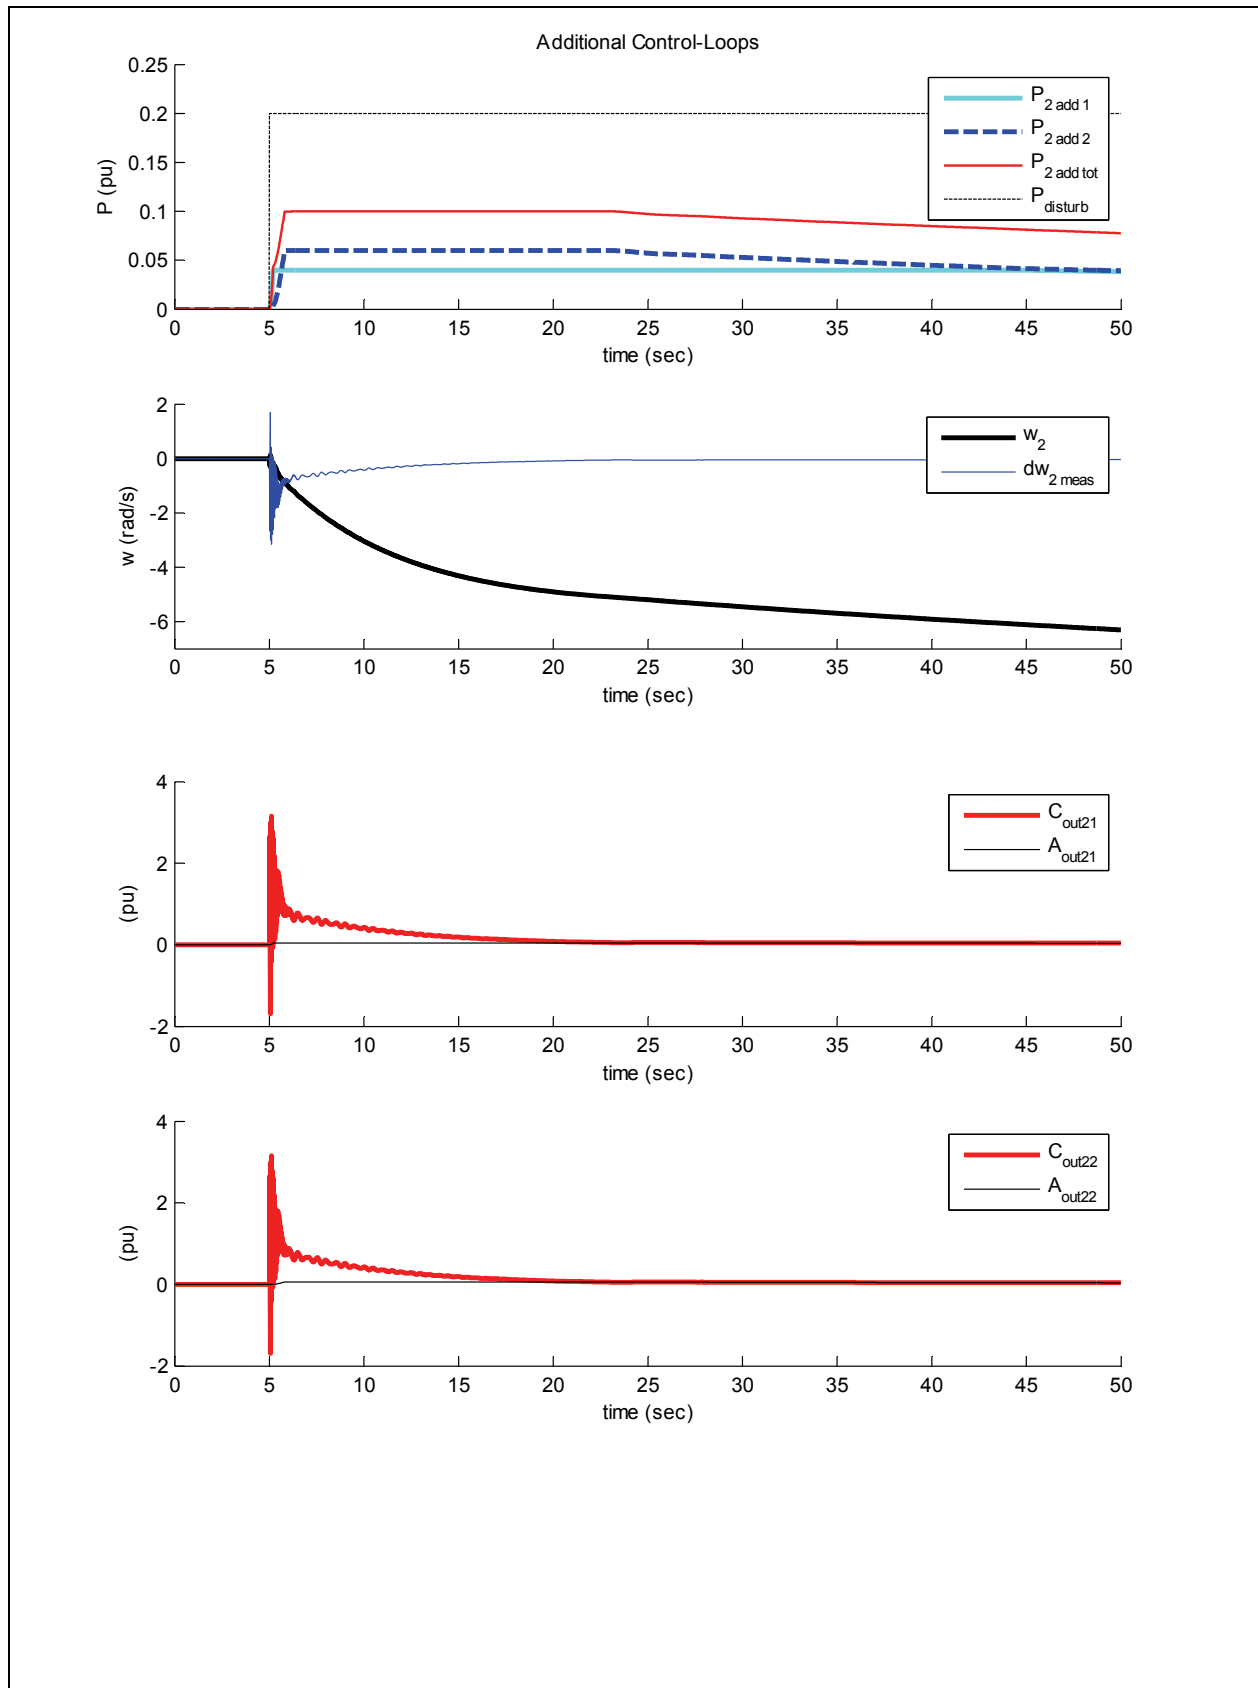 Additional Control-Loops
0.25
0.2
0.15
0.1
0.05
0
P (pu)
P2 add 1
P2 add 2
P2 add tot
Pdisturb
0 5 10 15 20 25 30 35 40 45 50
time (sec)
2
0
-2
-4
-6
w (rad/s)
w2
dw2 meas
0 5 10 15 20 25 30 35 40 45 50
time (sec)
4
2
0
-2
(pu)
Cout21
Aout21
0 5 10 15 20 25 30 35 40 45 50
time (sec)
4
2
0
-2
(pu)
Cout22
Aout22
0 5 10 15 20 25 30 35 40 45 50
time (sec)